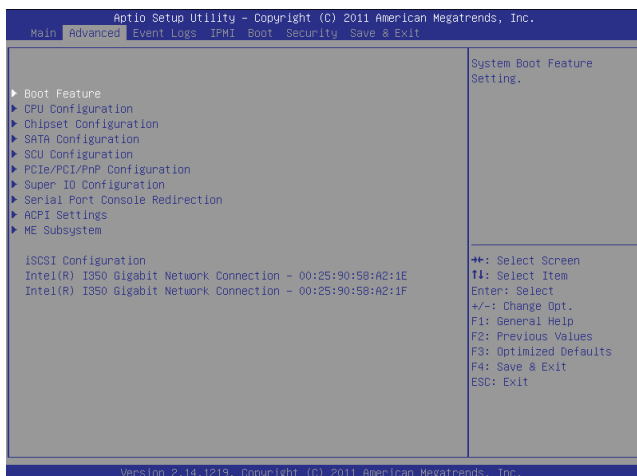 Aptio Setup Utility – Copyright (C) 2011 American Megatrends, Inc.
Main Advanced Event Logs IPMI Boot Security Save & Exit
System Boot Feature
Setting.
▶ Boot Feature
▶ CPU Configuration
▶ Chipset Configuration
▶ SATA Configuration
▶ SCU Configuration
▶ PCIe/PCI/PnP Configuration
▶ Super IO Configuration
▶ Serial Port Console Redirection
▶ ACPI Settings
▶ ME Subsystem
iSCSI Configuration
Intel(R) I350 Gigabit Network Connection – 00:25:90:58:A2:1E
Intel(R) I350 Gigabit Network Connection – 00:25:90:58:A2:1F
→←: Select Screen
↑↓: Select Item
Enter: Select
+/-: Change Opt.
F1: General Help
F2: Previous Values
F3: Optimized Defaults
F4: Save & Exit
ESC: Exit
Version 2.14.1219. Copyright (C) 2011 American Megatrends, Inc.